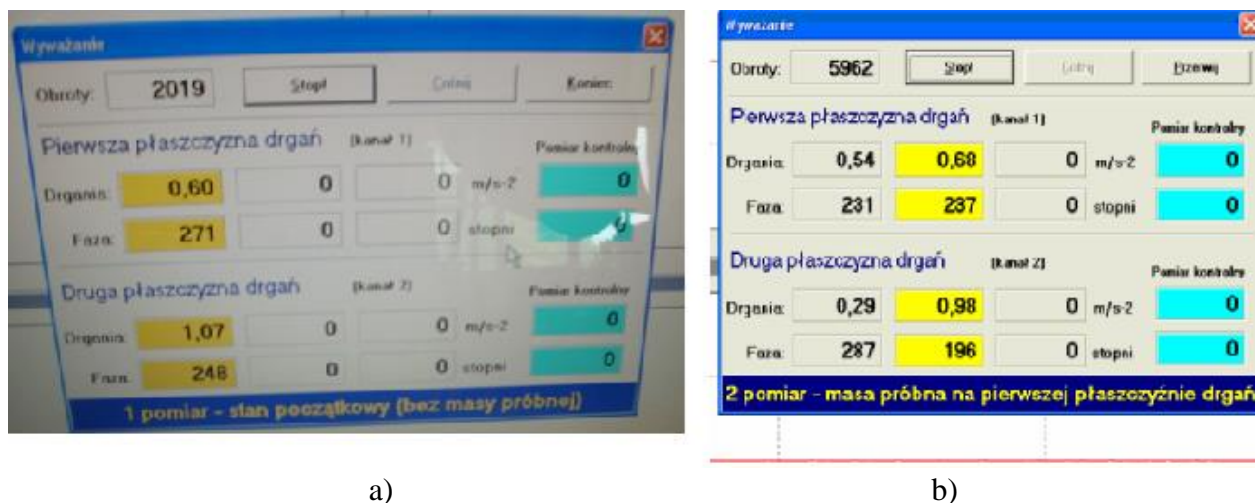 Wyważanie
Obroty: 2019 Stop! Cofnij Koniec
Pierwsza płaszczyzna drgań (kanał 1) Pomiar kontrolny
Drgania: 0,60 0 0 m/s-2 0
Faza: 271 0 0 stopni 0
Druga płaszczyzna drgań (kanał 2) Pomiar kontrolny
Drgania: 1,07 0 0 m/s-2 0
Faza: 248 0 0 stopni 0
1 pomiar - stan początkowy (bez masy próbnej)
a)
Wyważanie
Obroty: 5962 Stop! Cofnij Przerwij
Pierwsza płaszczyzna drgań (kanał 1) Pomiar kontrolny
Drgania: 0,54 0,68 0 m/s-2 0
Faza: 231 237 0 stopni 0
Druga płaszczyzna drgań (kanał 2) Pomiar kontrolny
Drgania: 0,29 0,98 0 m/s-2 0
Faza: 287 196 0 stopni 0
2 pomiar - masa próbna na pierwszej płaszczyźnie drgań
b)